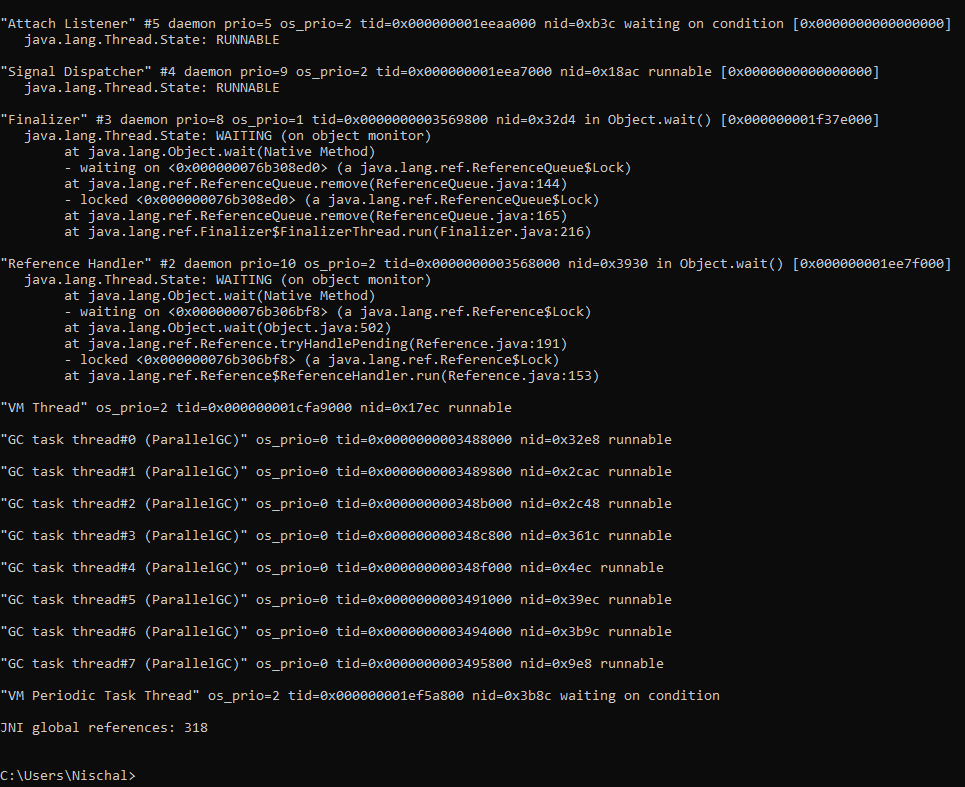 "Attach Listener" #5 daemon prio=5 os_prio=2 tid=0x000000001eeaa000 nid=0xb3c waiting on condition [0x0000000000000000]
   java.lang.Thread.State: RUNNABLE

"Signal Dispatcher" #4 daemon prio=9 os_prio=2 tid=0x000000001eea7000 nid=0x18ac runnable [0x0000000000000000]
   java.lang.Thread.State: RUNNABLE

"Finalizer" #3 daemon prio=8 os_prio=1 tid=0x0000000003569800 nid=0x32d4 in Object.wait() [0x000000001f37e000]
   java.lang.Thread.State: WAITING (on object monitor)
        at java.lang.Object.wait(Native Method)
        - waiting on <0x000000076b308ed0> (a java.lang.ref.ReferenceQueue$Lock)
        at java.lang.ref.ReferenceQueue.remove(ReferenceQueue.java:144)
        - locked <0x000000076b308ed0> (a java.lang.ref.ReferenceQueue$Lock)
        at java.lang.ref.ReferenceQueue.remove(ReferenceQueue.java:165)
        at java.lang.ref.Finalizer$FinalizerThread.run(Finalizer.java:216)

"Reference Handler" #2 daemon prio=10 os_prio=2 tid=0x0000000003568000 nid=0x3930 in Object.wait() [0x000000001ee7f000]
   java.lang.Thread.State: WAITING (on object monitor)
        at java.lang.Object.wait(Native Method)
        - waiting on <0x000000076b306bf8> (a java.lang.ref.Reference$Lock)
        at java.lang.Object.wait(Object.java:502)
        at java.lang.ref.Reference.tryHandlePending(Reference.java:191)
        - locked <0x000000076b306bf8> (a java.lang.ref.Reference$Lock)
        at java.lang.ref.Reference$ReferenceHandler.run(Reference.java:153)

"VM Thread" os_prio=2 tid=0x000000001cfa9000 nid=0x17ec runnable

"GC task thread#0 (ParallelGC)" os_prio=0 tid=0x0000000003488000 nid=0x32e8 runnable

"GC task thread#1 (ParallelGC)" os_prio=0 tid=0x0000000003489800 nid=0x2cac runnable

"GC task thread#2 (ParallelGC)" os_prio=0 tid=0x000000000348b000 nid=0x2c48 runnable

"GC task thread#3 (ParallelGC)" os_prio=0 tid=0x000000000348c800 nid=0x361c runnable

"GC task thread#4 (ParallelGC)" os_prio=0 tid=0x000000000348f000 nid=0x4ec runnable

"GC task thread#5 (ParallelGC)" os_prio=0 tid=0x0000000003491000 nid=0x39ec runnable

"GC task thread#6 (ParallelGC)" os_prio=0 tid=0x0000000003494000 nid=0x3b9c runnable

"GC task thread#7 (ParallelGC)" os_prio=0 tid=0x0000000003495800 nid=0x9e8 runnable

"VM Periodic Task Thread" os_prio=2 tid=0x000000001ef5a800 nid=0x3b8c waiting on condition

JNI global references: 318

C:\Users\Nischal>